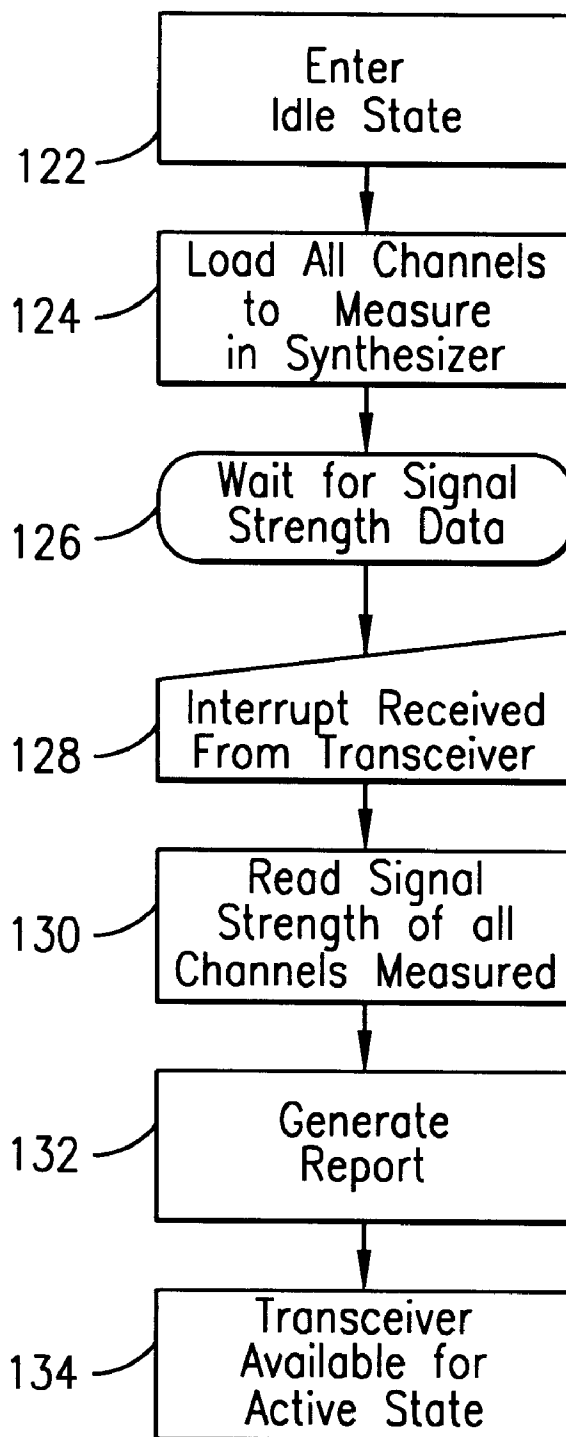 Enter
Idle State
122
Load All Channels
to Measure
in Synthesizer
124
Wait for Signal
Strength Data
126
Interrupt Received
From Transceiver
128
Read Signal
Strength of all
Channels Measured
130
Generate
Report
132
Transceiver
Available for
Active State
134